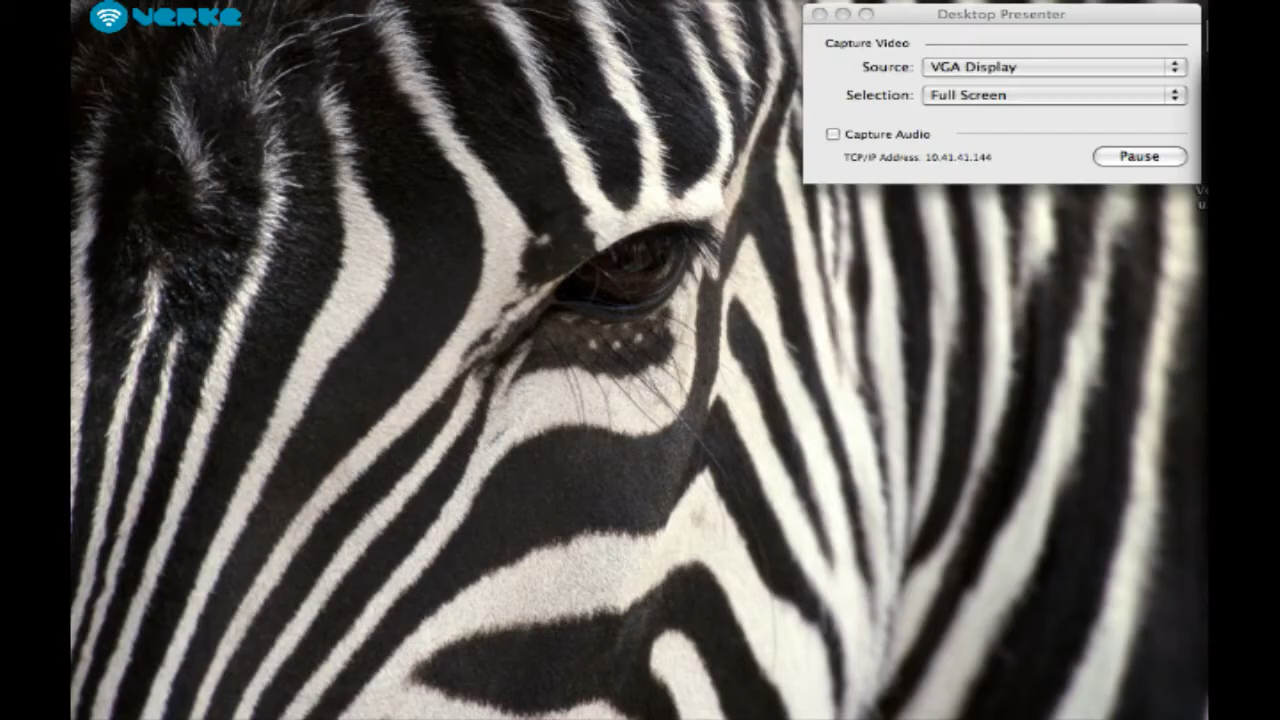 VERKE
Desktop Presenter
Capture Video
Source: VGA Display
Selection: Full Screen
Capture Audio
TCP/IP Address: 10.41.41.144
Pause